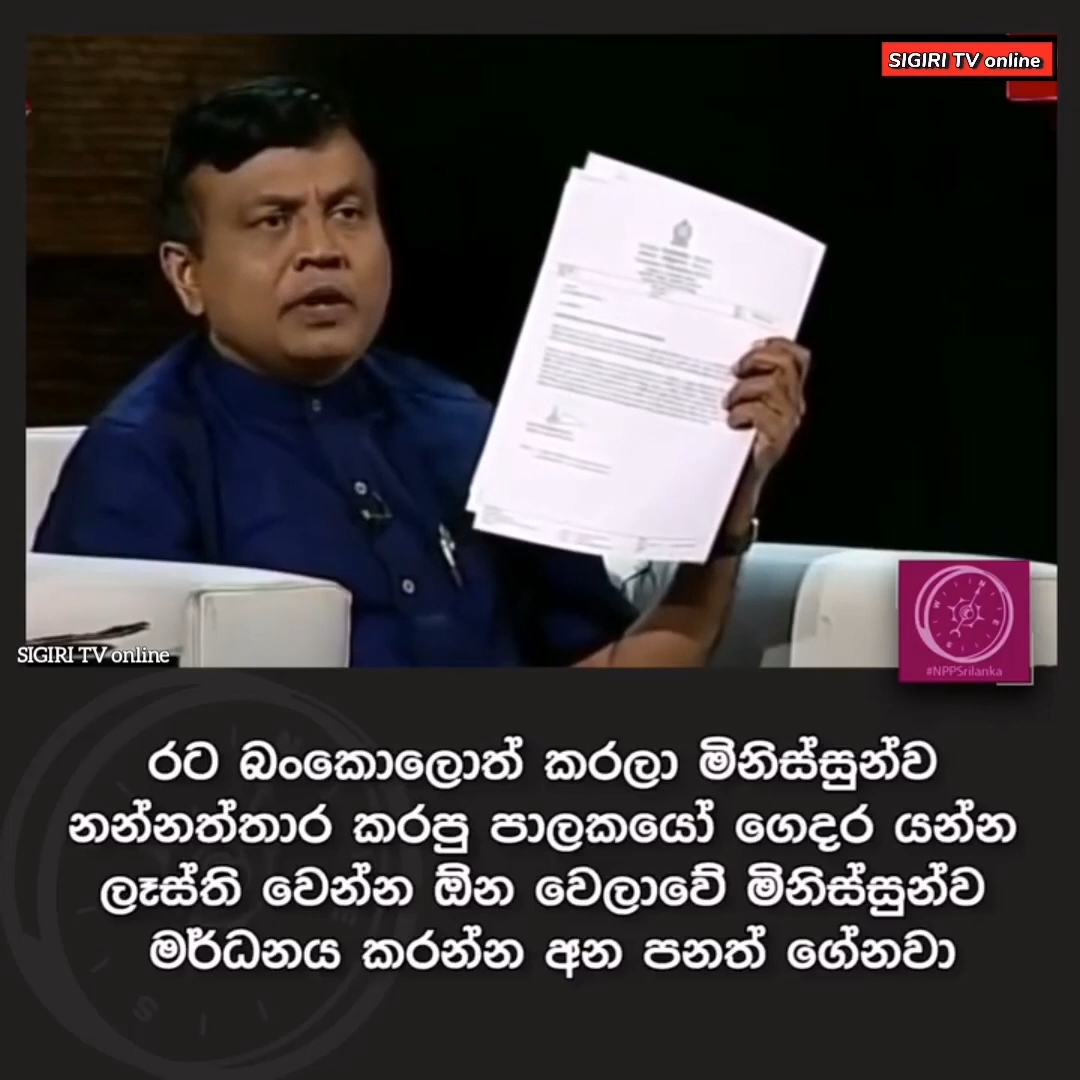 SIGIRI TV online
SIGIRI TV online
#NPPSrilanka
රට බංකොලොත් කරලා මිනිස්සුන්ව
නන්නත්තාර කරපු පාලකයෝ ගෙදර යන්න
ලෑස්ති වෙන්න ඕන වෙලාවේ මිනිස්සුන්ව
මර්ධනය කරන්න අන පනත් ගේනවා